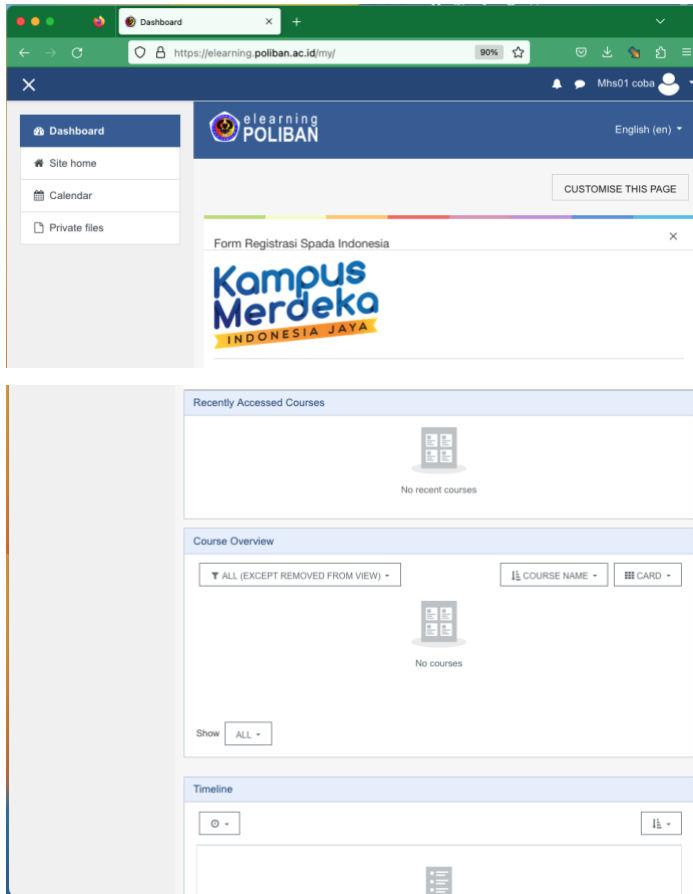 Dashboard
https://elearning.poliban.ac.id/my/
90%
Mhs01 coba
Dashboard
Site home
Calendar
Private files
elearning
POLIBAN
English (en)
CUSTOMISE THIS PAGE
Form Registrasi Spada Indonesia
Kampus
Merdeka
INDONESIA JAYA
Recently Accessed Courses
No recent courses
Course Overview
ALL (EXCEPT REMOVED FROM VIEW)
COURSE NAME
CARD
No courses
Show ALL
Timeline